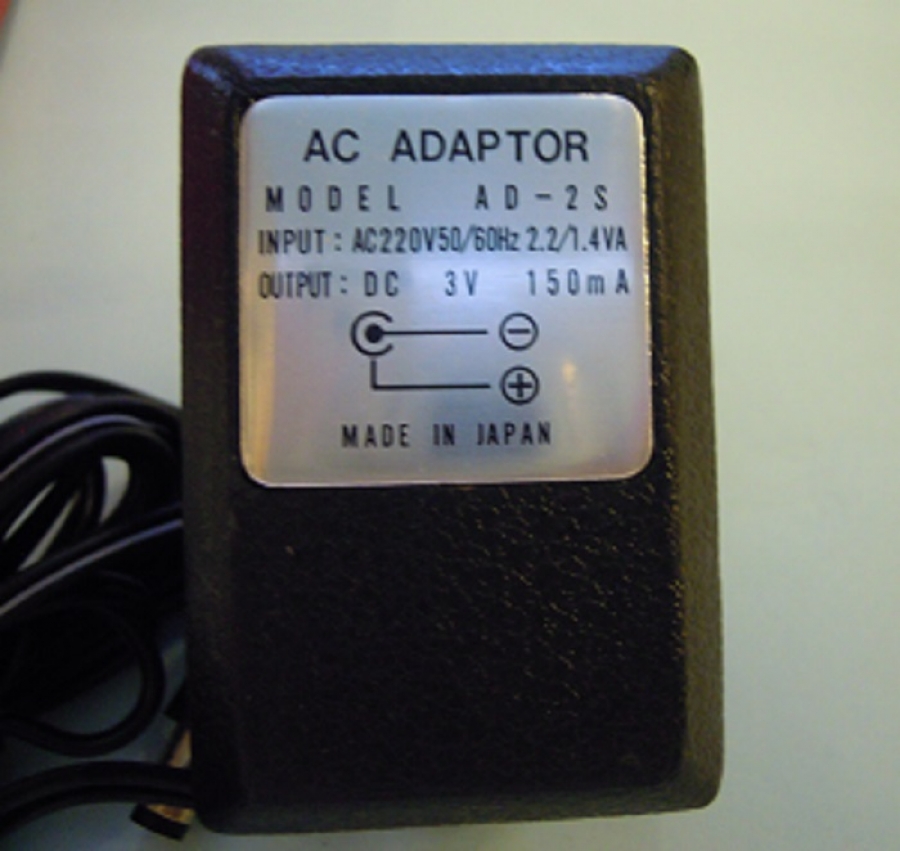 AC ADAPTOR
MODEL AD-2S
INPUT: AC220V50/60Hz 2.2/1.4VA
OUTPUT: DC 3V 150mA
⊖
⊕
MADE IN JAPAN